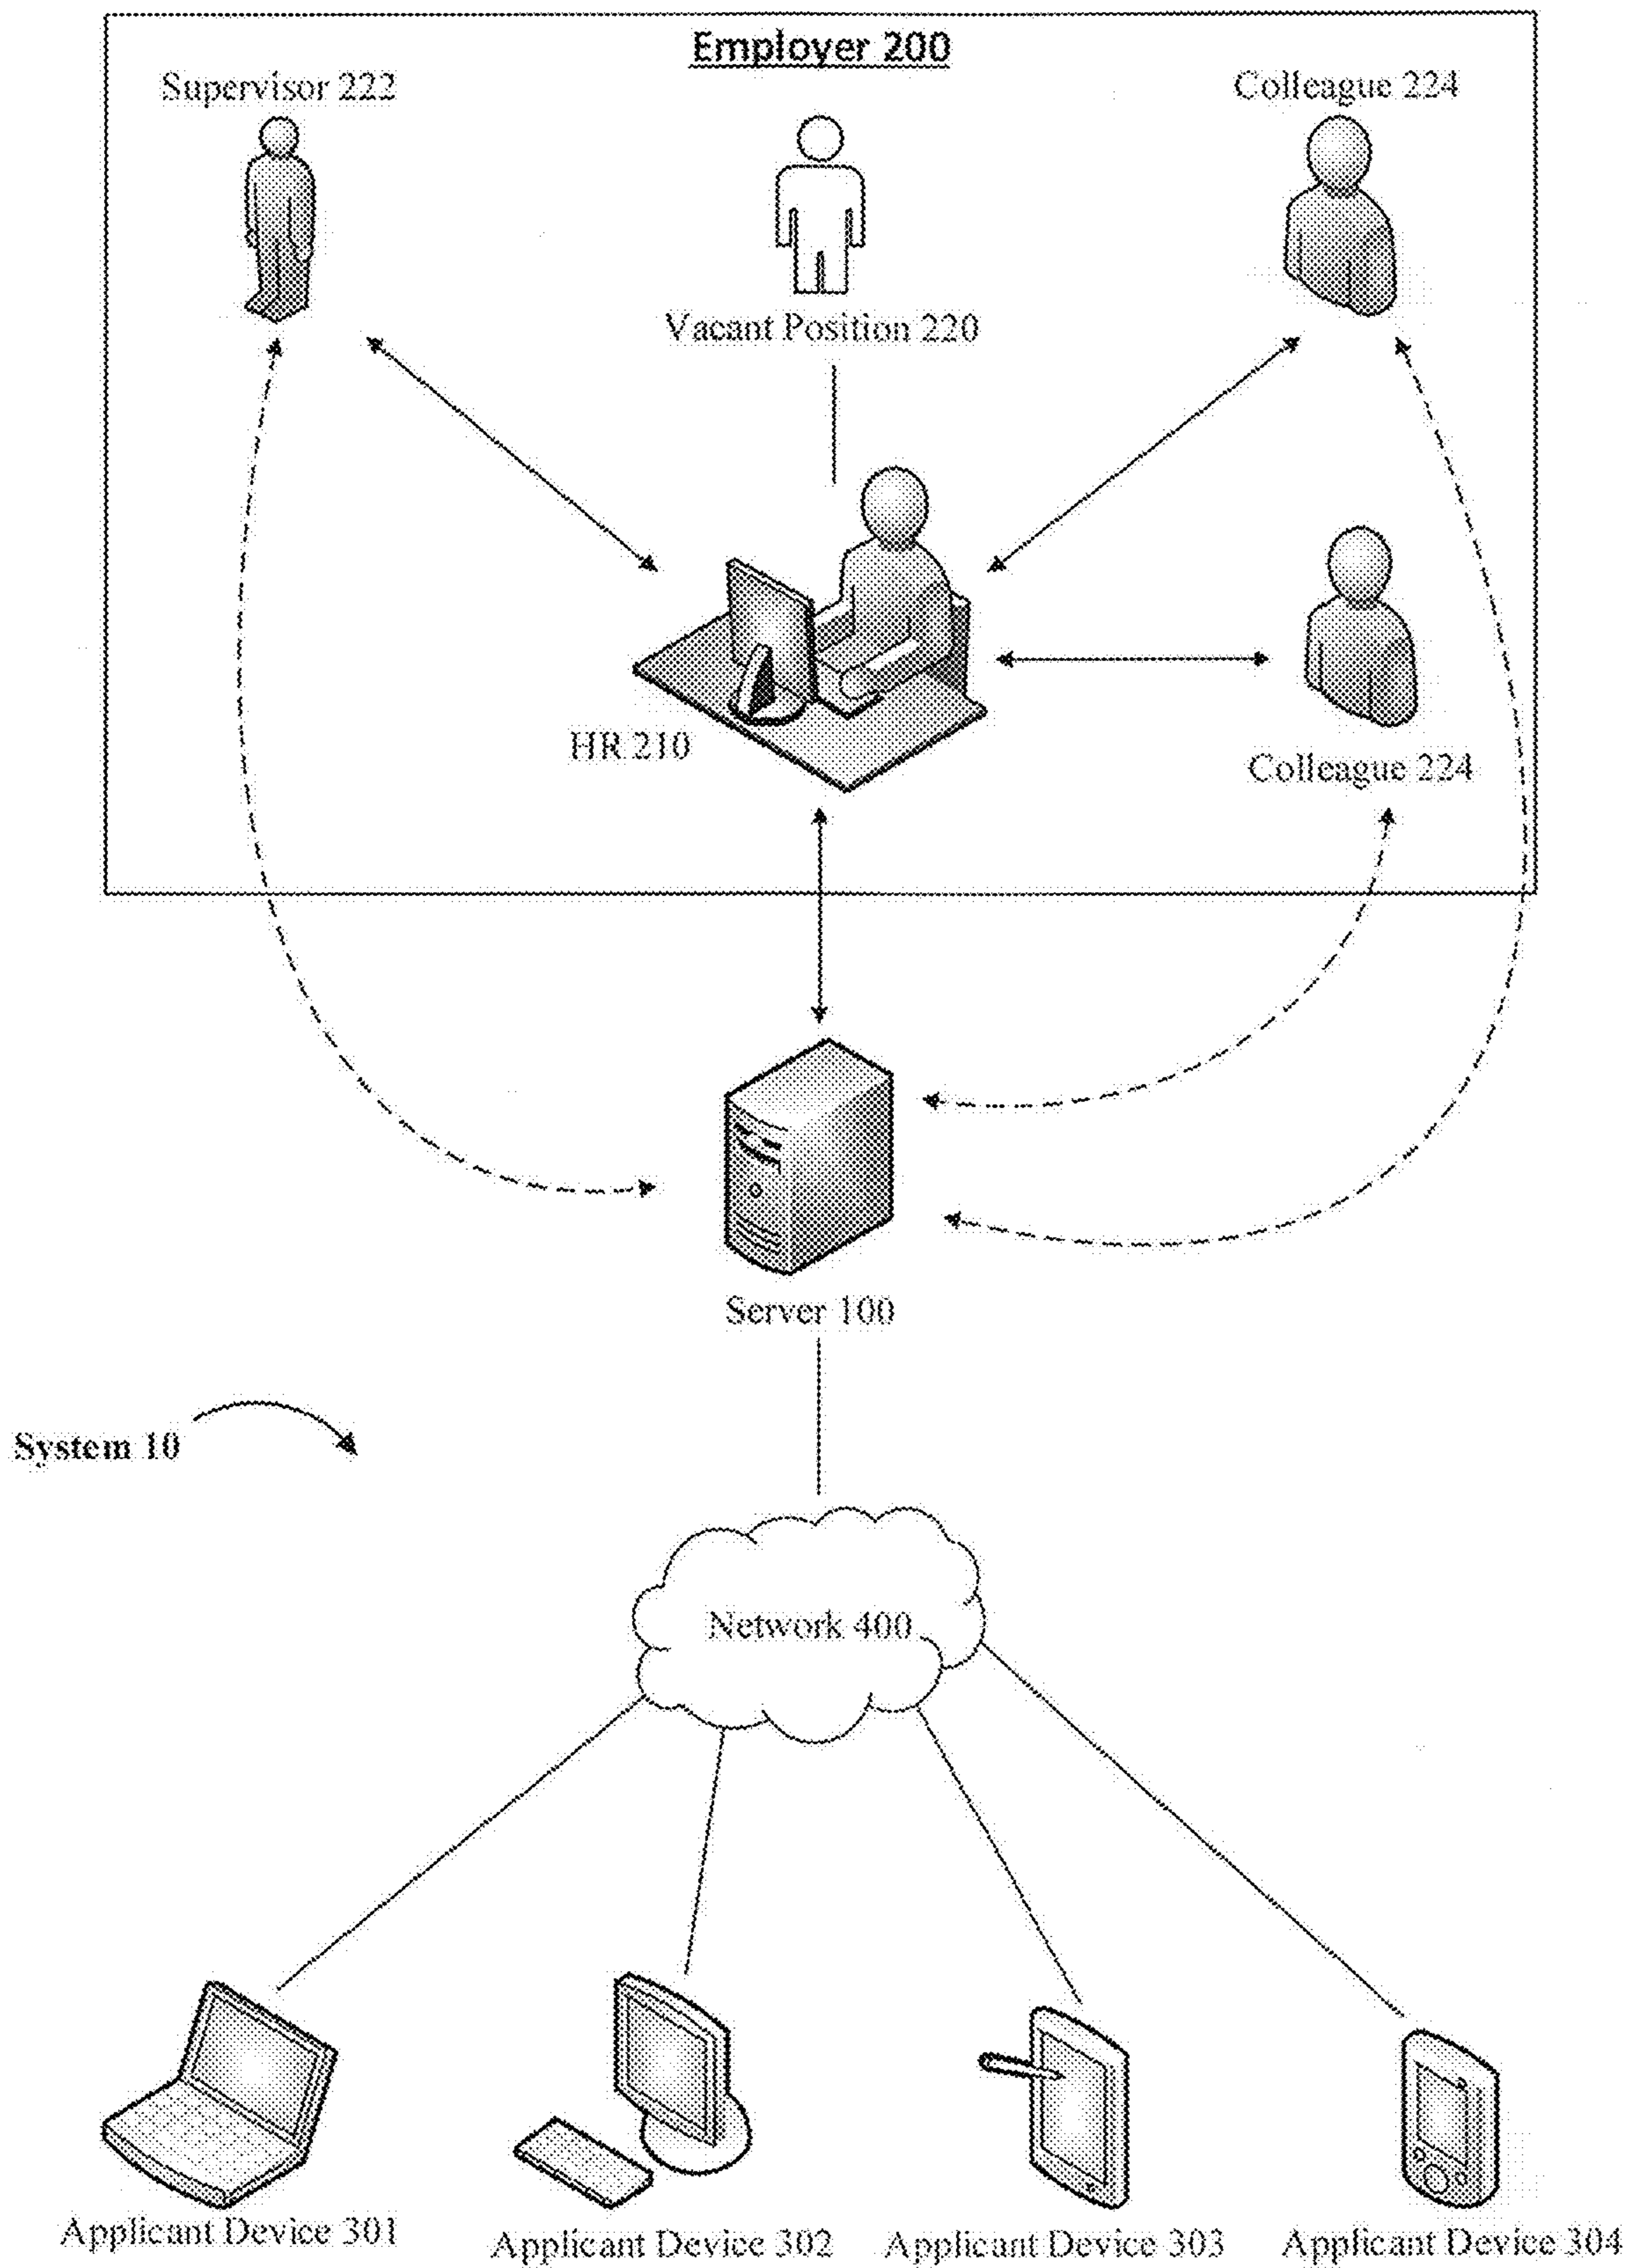 Employer 200
Supervisor 222
Colleague 224
Vacant Position 220
HR 210
Colleague 224
Server 100
System 10
Network 400
Applicant Device 301
Applicant Device 302
Applicant Device 303
Applicant Device 304